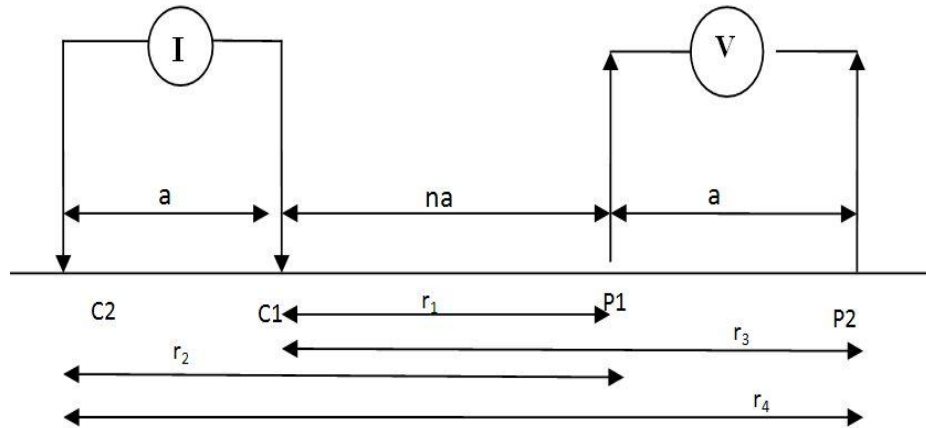 I V
a na a
C2 C1 r₁ P1 P2
r₃
r₂
r₄